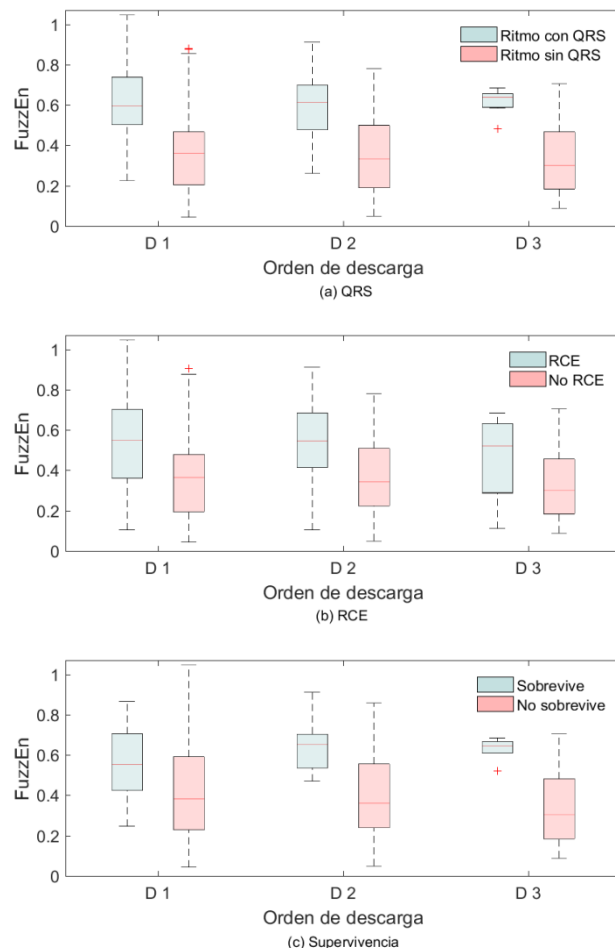 1
0.8
0.6
0.4
0.2
0
FuzzEn
Ritmo con QRS
Ritmo sin QRS
D 1
D 2
D 3
Orden de descarga
(a) QRS
1
0.8
0.6
0.4
0.2
0
FuzzEn
RCE
No RCE
D 1
D 2
D 3
Orden de descarga
(b) RCE
1
0.8
0.6
0.4
0.2
0
FuzzEn
Sobrevive
No sobrevive
D 1
D 2
D 3
Orden de descarga
(c) Supervivencia